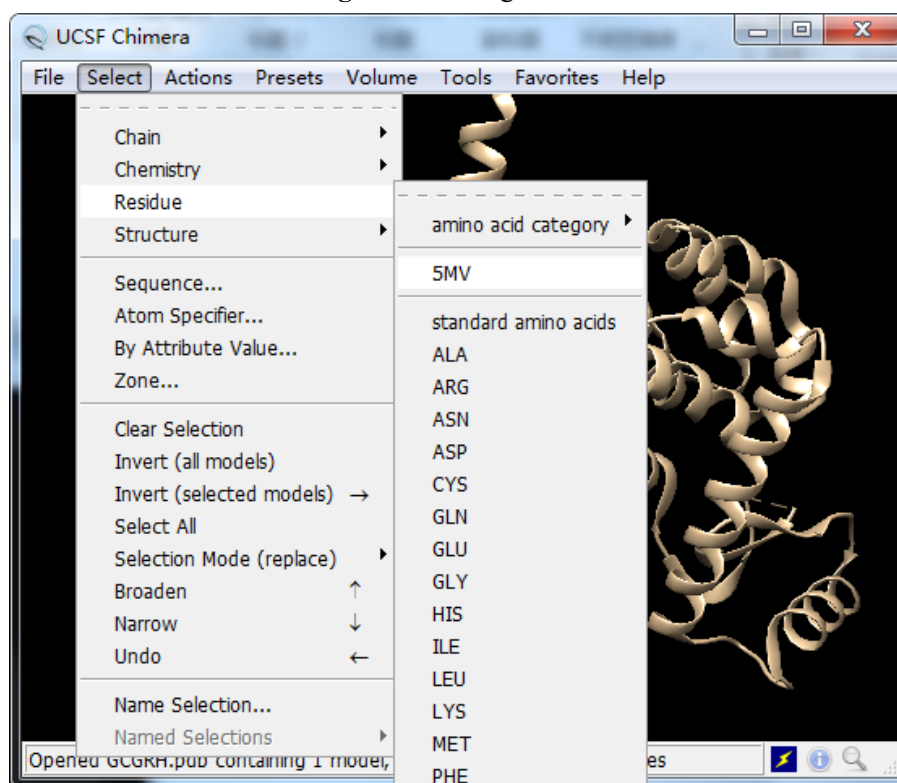 UCSF Chimera
File Select Actions Presets Volume Tools Favorites Help
Chain
Chemistry
Residue
Structure
Sequence...
Atom Specifier...
By Attribute Value...
Zone...
Clear Selection
Invert (all models)
Invert (selected models) →
Select All
Selection Mode (replace)
Broaden ↑
Narrow ↓
Undo ←
Name Selection...
Named Selections
amino acid category
5MV
standard amino acids
ALA
ARG
ASN
ASP
CYS
GLN
GLU
GLY
HIS
ILE
LEU
LYS
MET
PHE
Opened GCGRH.pdb containing 1 model,